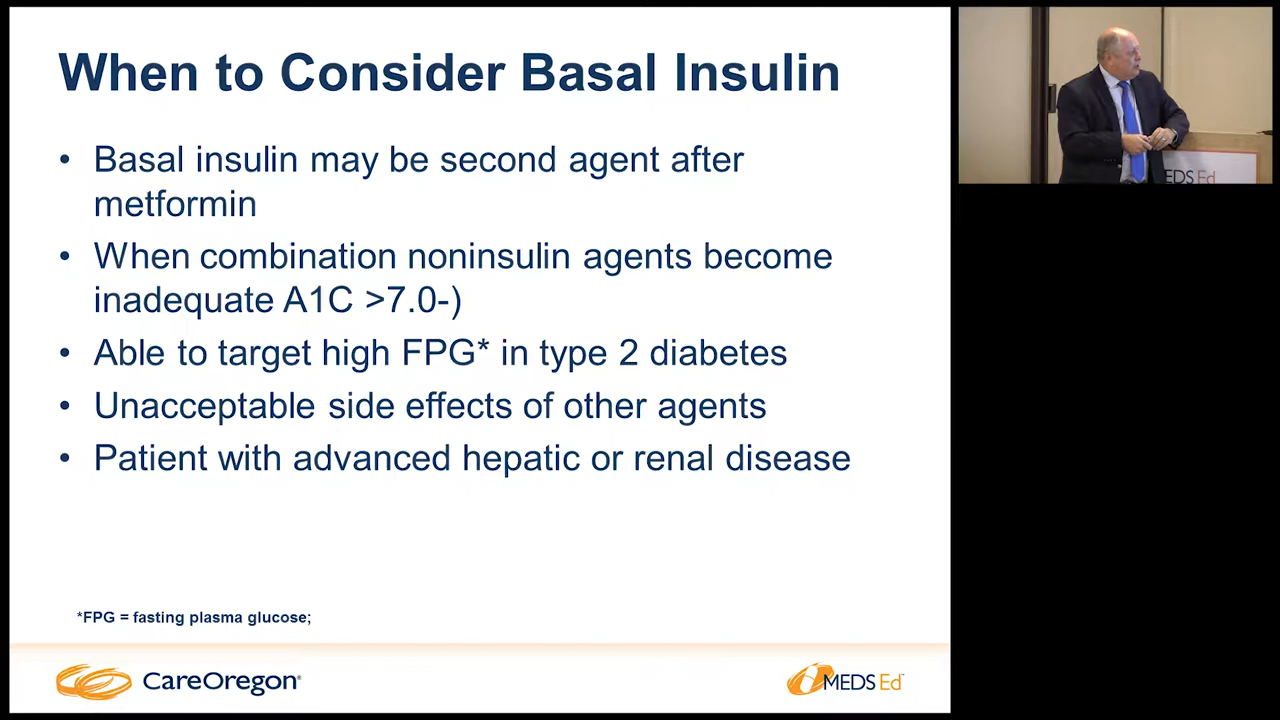 When to Consider Basal Insulin
• Basal insulin may be second agent after
metformin
• When combination noninsulin agents become
inadequate A1C >7.0-)
• Able to target high FPG* in type 2 diabetes
• Unacceptable side effects of other agents
• Patient with advanced hepatic or renal disease
*FPG = fasting plasma glucose;
CareOregon®
MEDS Ed™
MEDS Ed